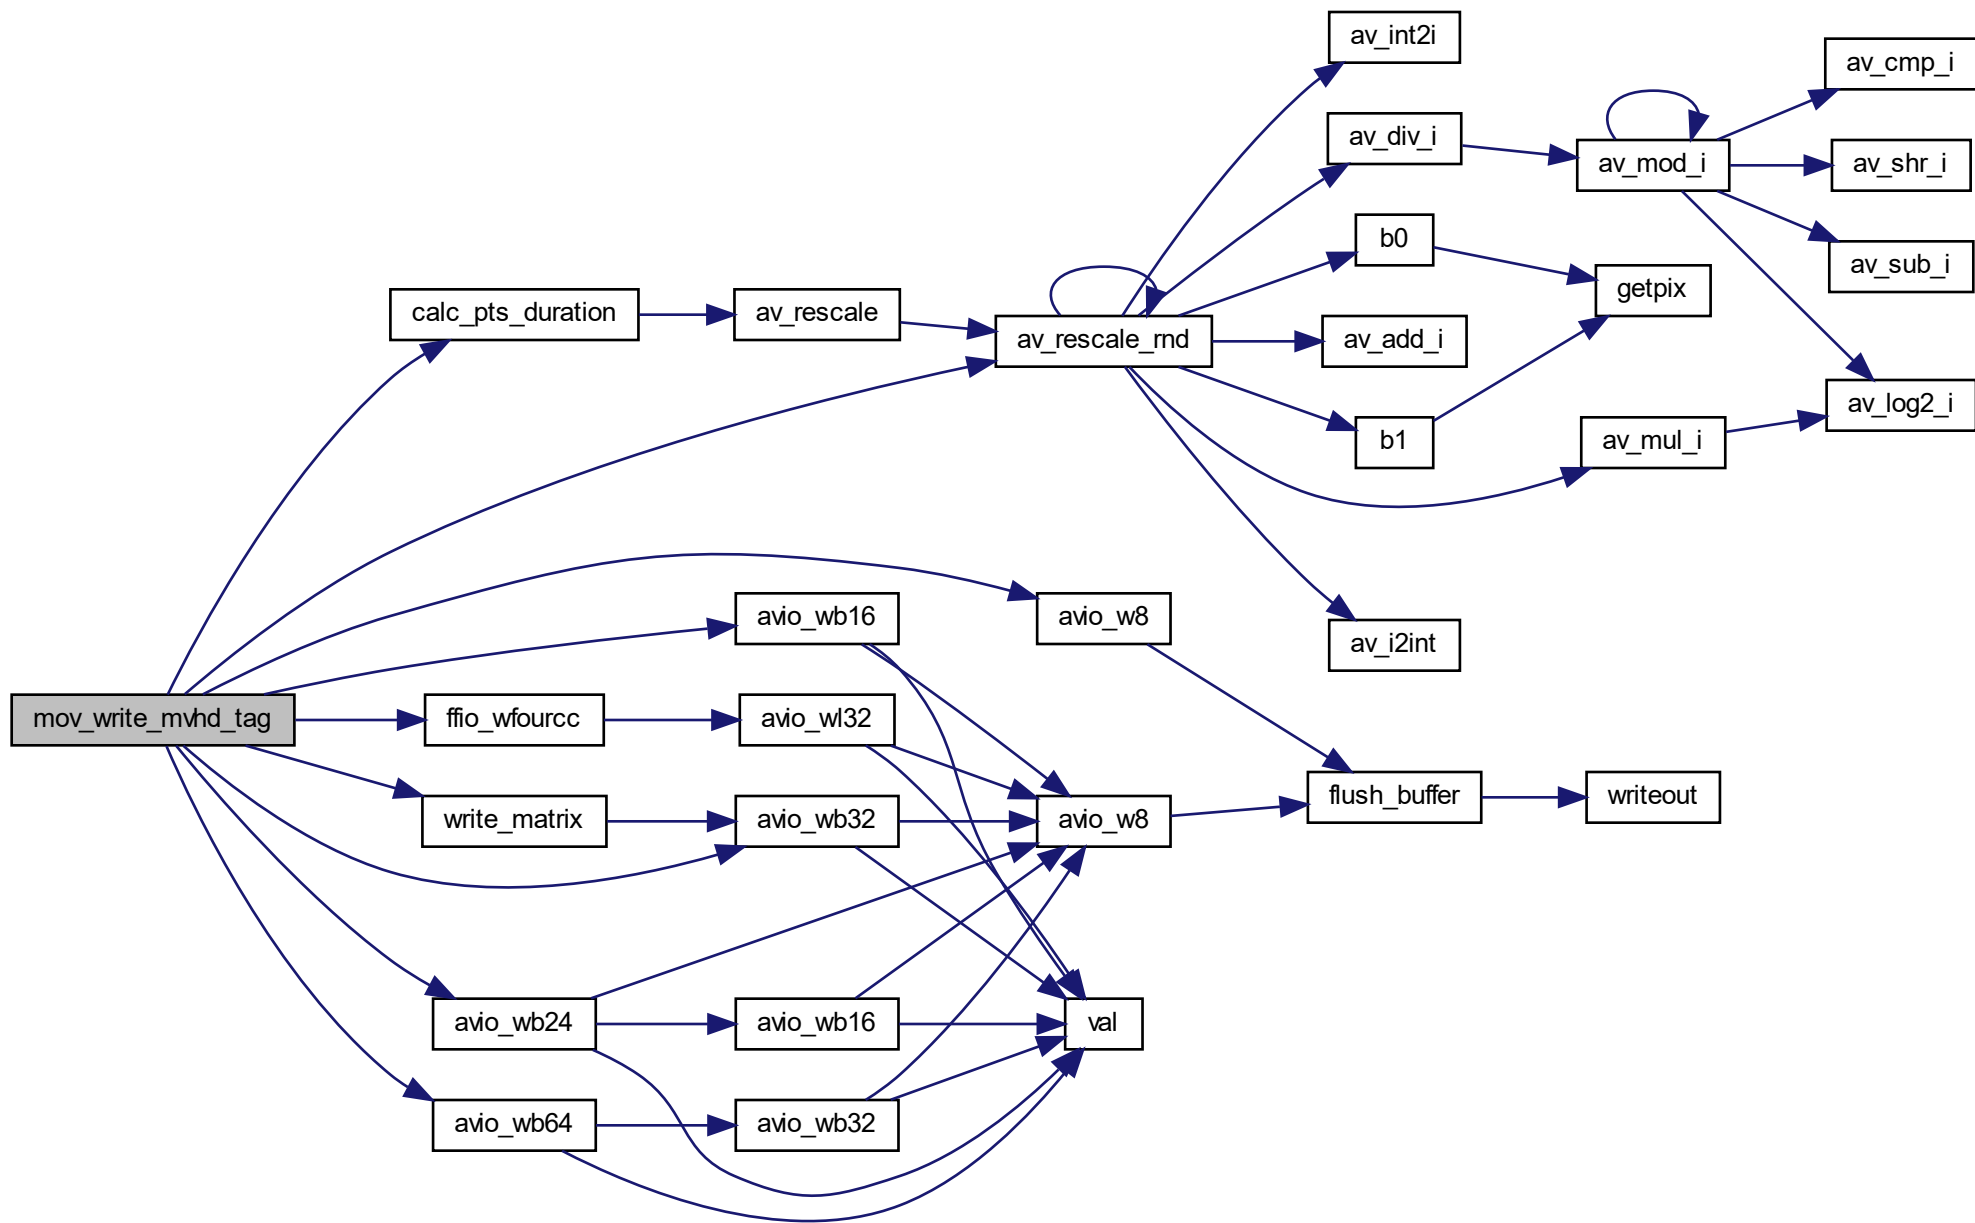 av_int2i
av_cmp_i
av_div_i
av_mod_i
av_shr_i
b0
av_sub_i
getpix
calc_pts_duration
av_rescale
av_rescale_rnd
av_add_i
av_log2_i
b1
av_mul_i
avio_wb16
avio_w8
av_i2int
mov_write_mvhd_tag
ffio_wfourcc
avio_wl32
write_matrix
avio_wb32
avio_w8
flush_buffer
writeout
avio_wb24
avio_wb16
val
avio_wb64
avio_wb32